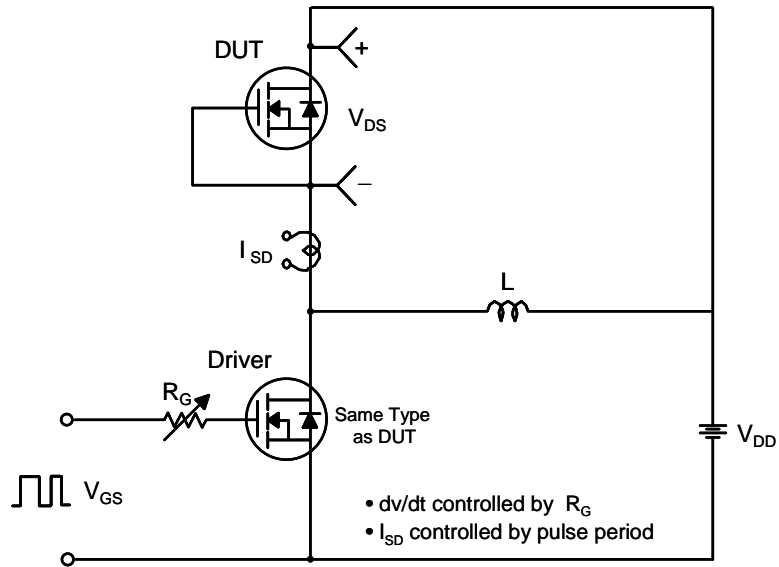 DUT
+
V_DS
−
I_SD
L
Driver
R_G
Same Type
as DUT
V_DD
V_GS
• dv/dt controlled by R_G
• I_SD controlled by pulse period